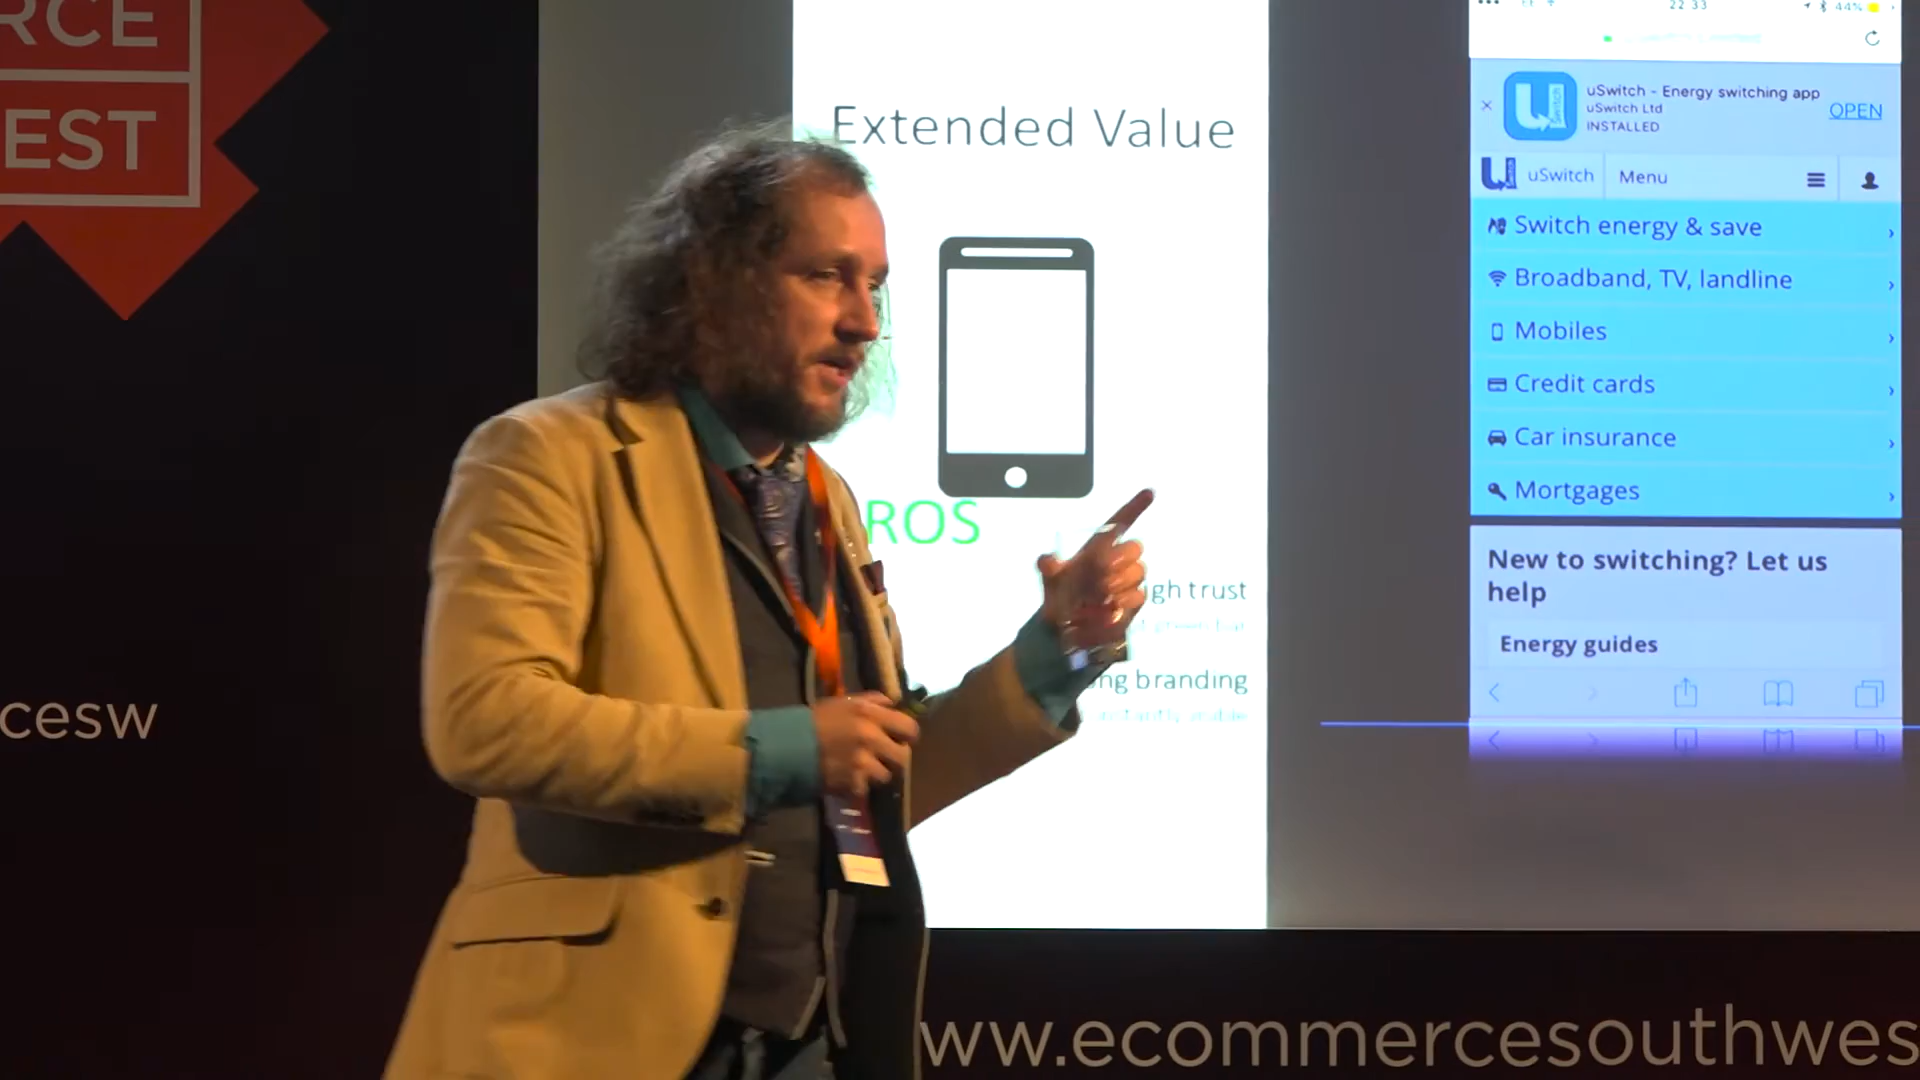 RCE
EST
cesw
Extended Value
ROS
gh trust
ng branding
22 33
44%
uSwitch - Energy switching app
uSwitch Ltd
INSTALLED
OPEN
uSwitch
Menu
Switch energy & save
Broadband, TV, landline
Mobiles
Credit cards
Car insurance
Mortgages
New to switching? Let us
help
Energy guides
ww.ecommercesouthwes